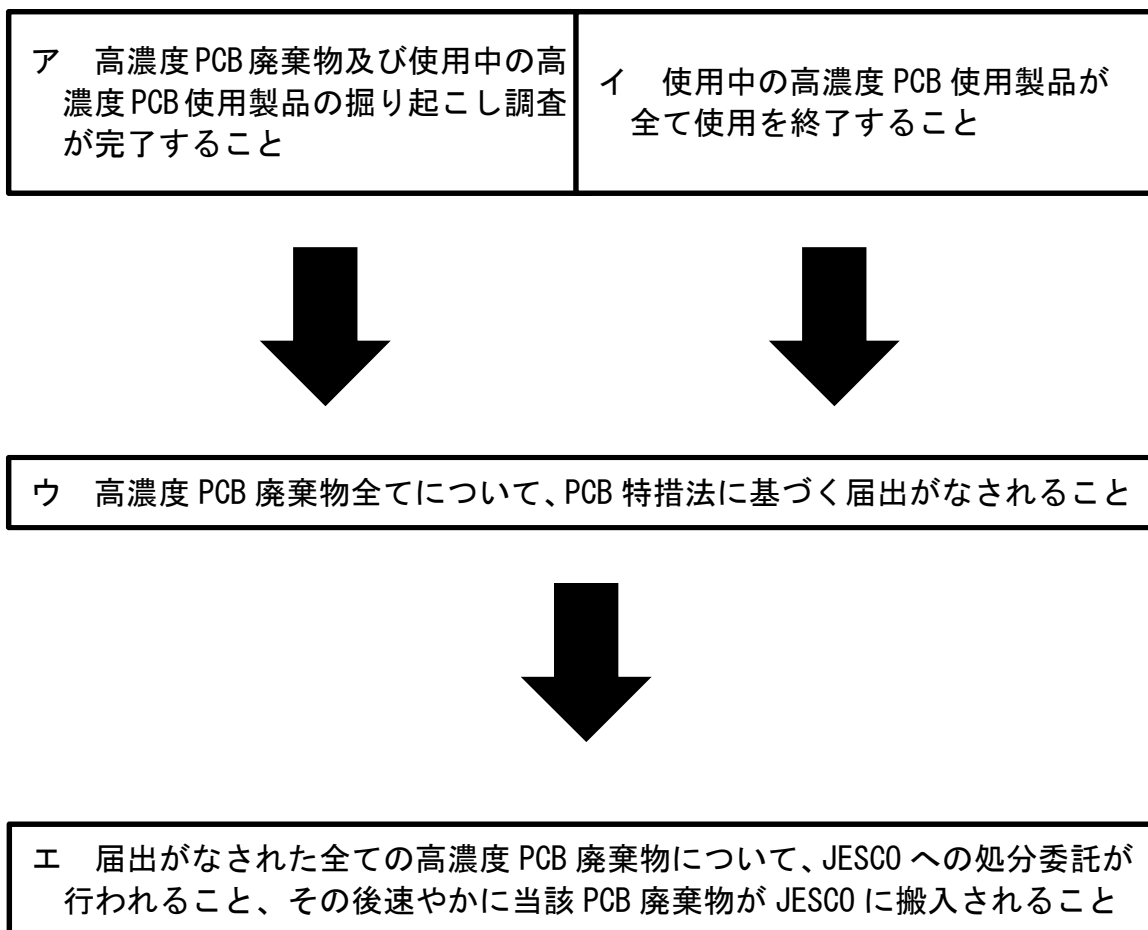 ア　高濃度PCB廃棄物及び使用中の高
濃度PCB使用製品の掘り起こし調査
が完了すること
イ　使用中の高濃度PCB使用製品が
全て使用を終了すること
ウ　高濃度PCB廃棄物全てについて、PCB特措法に基づく届出がなされること
エ　届出がなされた全ての高濃度PCB廃棄物について、JESCOへの処分委託が
行われること、その後速やかに当該PCB廃棄物がJESCOに搬入されること